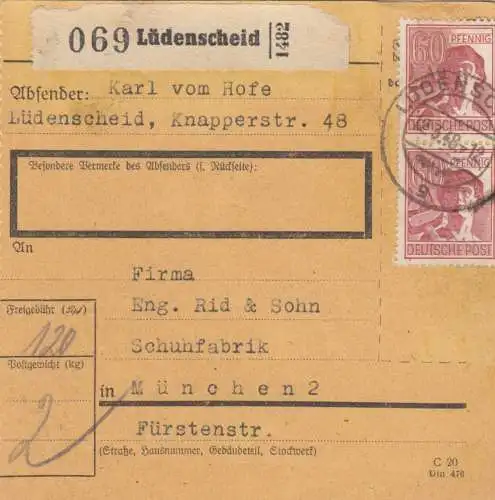 069 Lüdenscheid
1482
60 PFENNIG
LÜDENSC
DEUTSCHE POST
PFENNIG
DEUTSCHE POST
Absender: Karl vom Hofe
Lüdenscheid, Knapperstr. 48
Besondere Vermerke des Absenders (s. Rückseite):
An
Firma
Eng. Rid & Sohn
Schuhfabrik
in München 2
Fürstenstr.
(Straße, Hausnummer, Gebäudeteil, Stockwerk)
Freigebühr (Rpf)
120
Postgewicht (kg)
2
C 20
Din 476